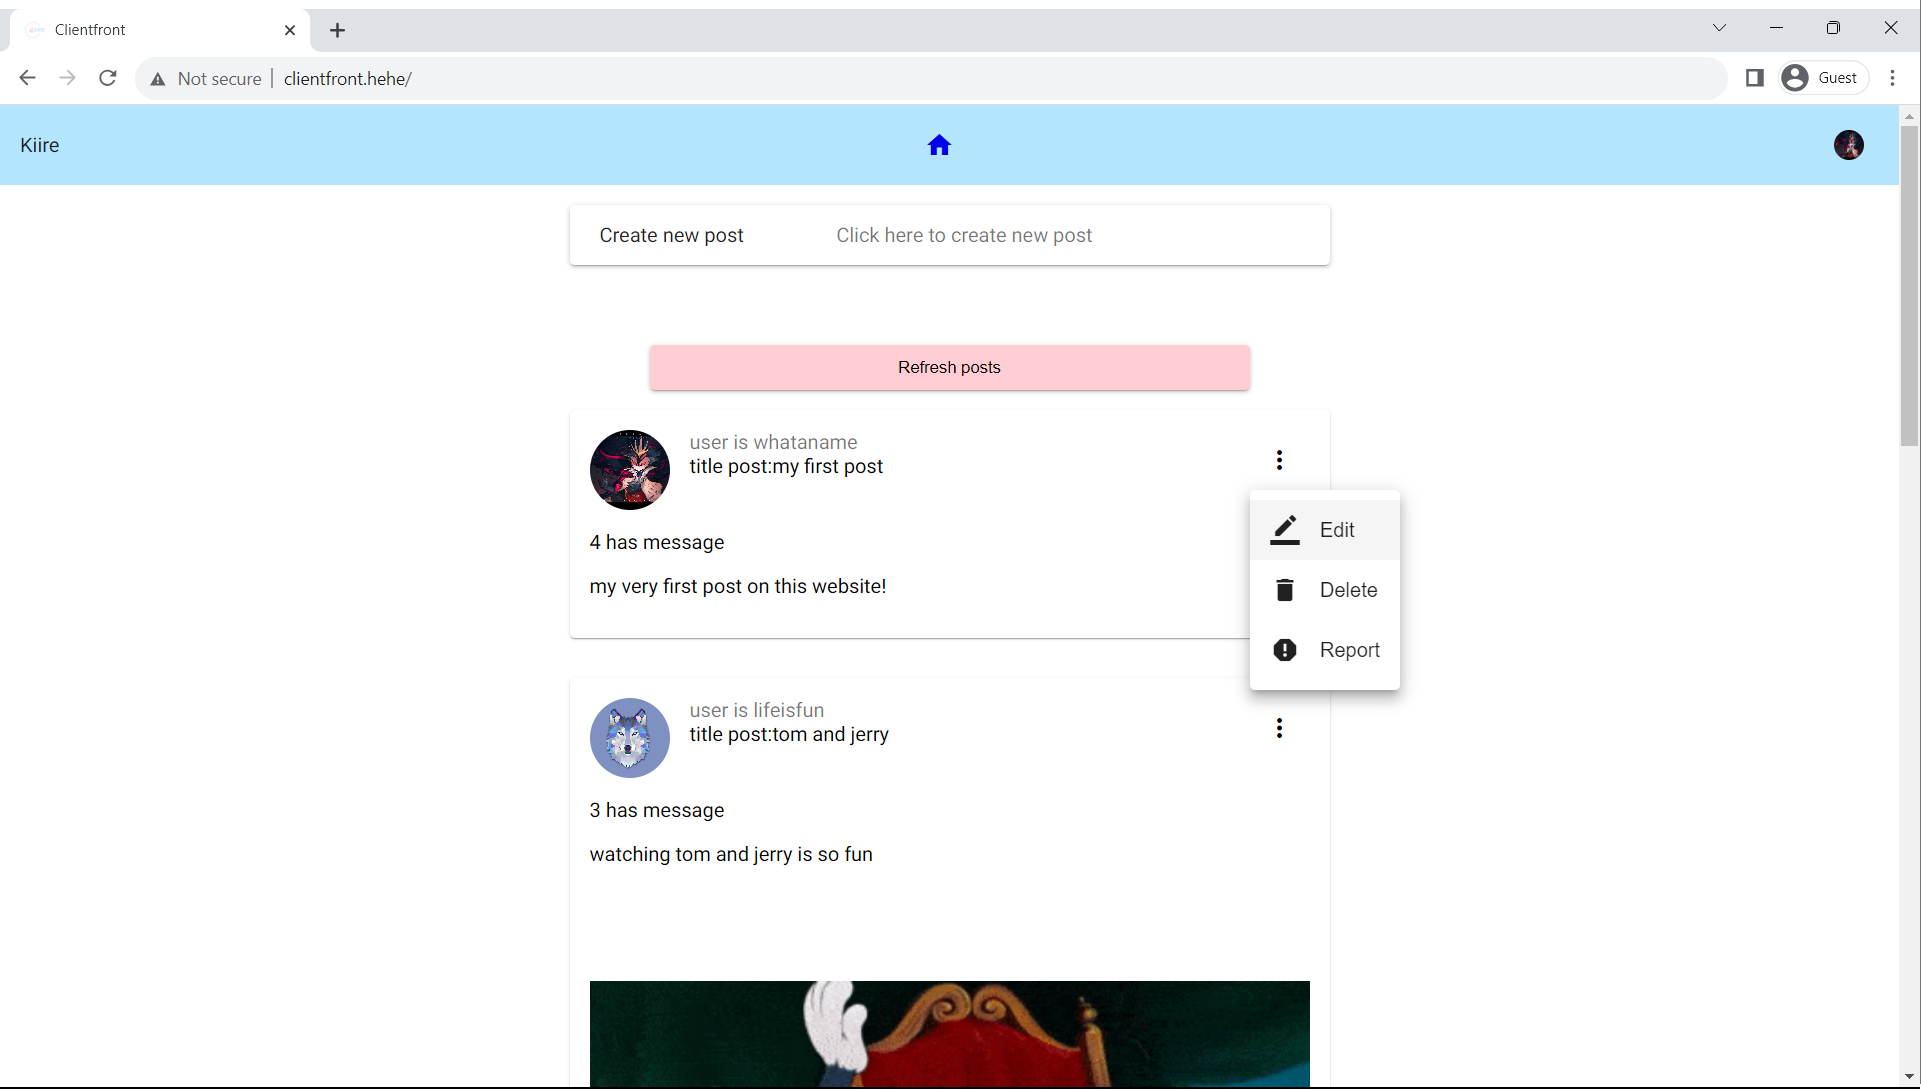 Clientfront
Not secure
clientfront.hehe/
Guest
Kiire
Create new post
Click here to create new post
Refresh posts
user is whataname
title post:my first post
4 has message
my very first post on this website!
Edit
Delete
Report
user is lifeisfun
title post:tom and jerry
3 has message
watching tom and jerry is so fun